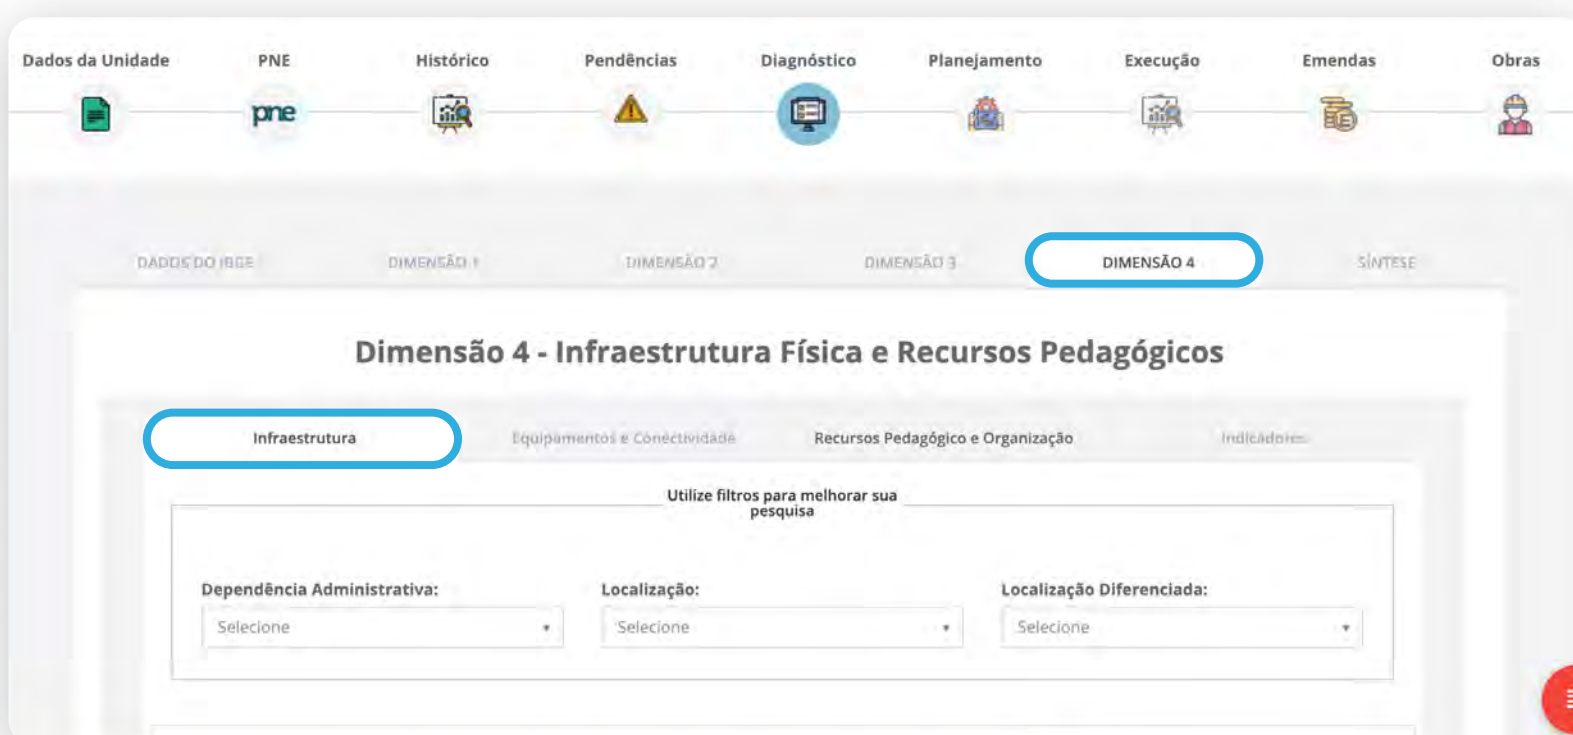 Dados da Unidade PNE Histórico Pendências Diagnóstico Planejamento Execução Emendas Obras
pne
DADOS DO IBGE DIMENSÃO 1 DIMENSÃO 2 DIMENSÃO 3 DIMENSÃO 4 SÍNTESE
Dimensão 4 - Infraestrutura Física e Recursos Pedagógicos
Infraestrutura Equipamentos e Conectividade Recursos Pedagógico e Organização Indicadores
Utilize filtros para melhorar sua
pesquisa
Dependência Administrativa: Localização: Localização Diferenciada:
Selecione Selecione Selecione